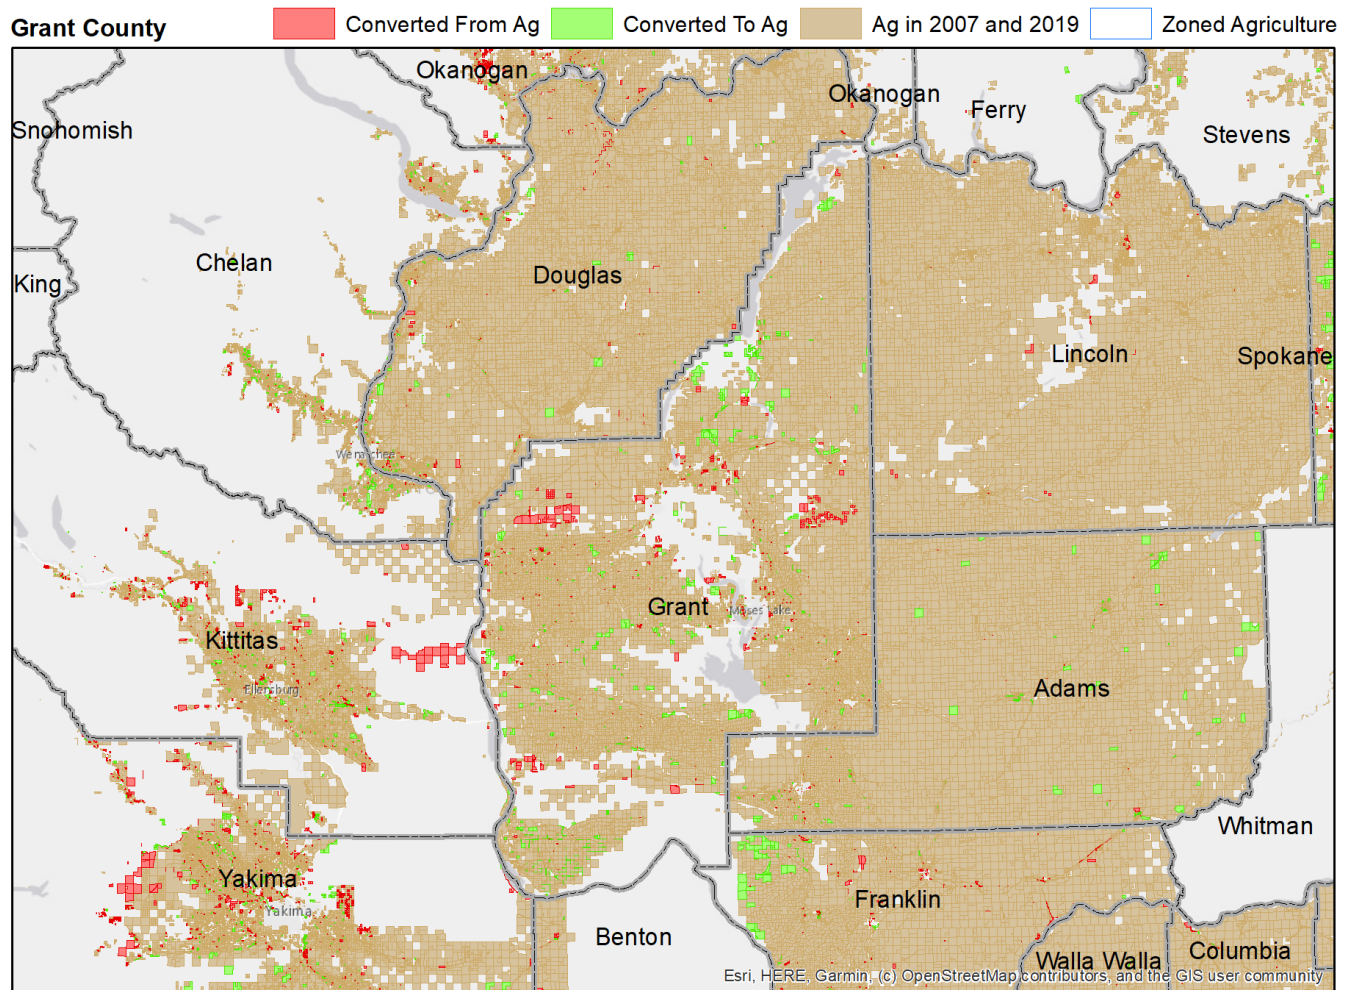 Grant County
Converted From Ag
Converted To Ag
Ag in 2007 and 2019
Zoned Agriculture
Okanogan
Okanogan
Ferry
Snohomish
Stevens
Chelan
Douglas
King
Lincoln
Spokane
Wenatchee
Grant
Moses Lake
Kittitas
Ellensburg
Adams
Whitman
Yakima
Franklin
Yakima
Benton
Columbia
Walla Walla
Esri, HERE, Garmin, (c) OpenStreetMap contributors, and the GIS user community